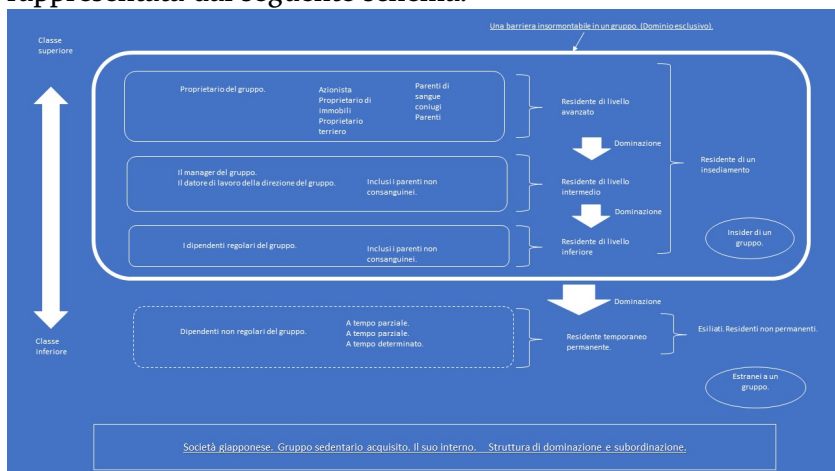 rappresentata dal seguente schema.
Una barriera insormontabile in un gruppo. (Dominio esclusivo).
Classe
superiore
Proprietario del gruppo.
Azionista
Proprietario di
immobili
Proprietario
terriero
Parenti di
sangue
coniugi
Parenti
Residente di livello
avanzato
Dominazione
Il manager del gruppo.
Il datore di lavoro della direzione del gruppo.
Inclusi i parenti non
consanguinei.
Residente di livello
intermedio
Residente di un
insediamento
Dominazione
I dipendenti regolari del gruppo.
Inclusi i parenti non
consanguinei.
Residente di livello
inferiore
Insider di un
gruppo.
Dominazione
Classe
inferiore
Dipendenti non regolari del gruppo.
A tempo parziale.
A tempo parziale.
A tempo determinato.
Residente temporaneo
permanente.
Esiliati. Residenti non permanenti.
Estranei a un
gruppo.
Società giapponese. Gruppo sedentario acquisito. Il suo interno. Struttura di dominazione e subordinazione.